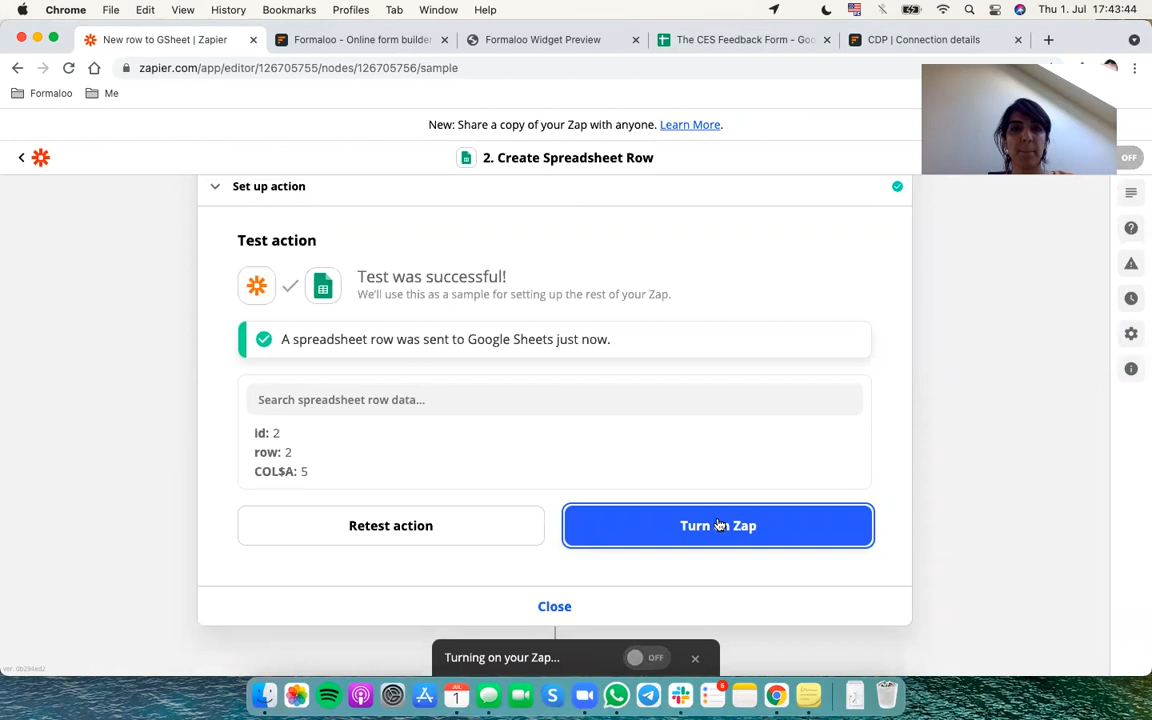 Chrome File Edit View History Bookmarks Profiles Tab Window Help Thu 1. Jul 17:43:44
New row to GSheet | Zapier Formaloo - Online form builder Formaloo Widget Preview The CES Feedback Form - Goo CDP | Connection details
zapier.com/app/editor/126705755/nodes/126705756/sample
Formaloo Me
New: Share a copy of your Zap with anyone. Learn More.
2. Create Spreadsheet Row
OFF
Set up action
Test action
Test was successful!
We'll use this as a sample for setting up the rest of your Zap.
A spreadsheet row was sent to Google Sheets just now.
Search spreadsheet row data...
id: 2
row: 2
COL$A: 5
Retest action Turn on Zap
Close
Turning on your Zap... OFF
ver. 0b294ed2
JUL
1
5